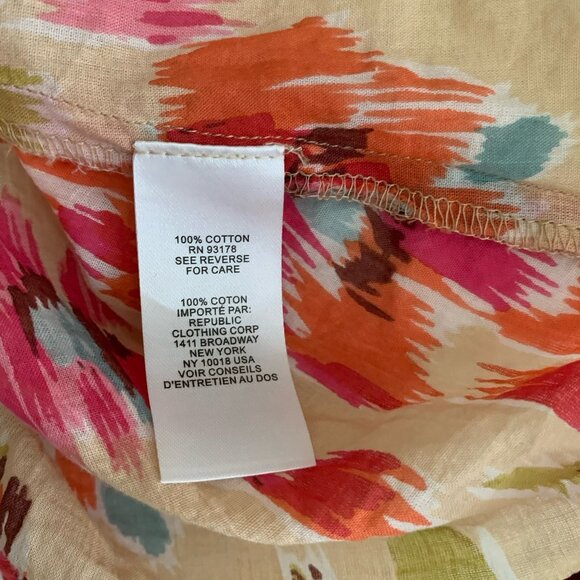 100% COTTON
RN 93178
SEE REVERSE
FOR CARE
100% COTON
IMPORTÉ PAR:
REPUBLIC
CLOTHING CORP
1411 BROADWAY
NEW YORK
NY 10018 USA
VOIR CONSEILS
D'ENTRETIEN AU DOS